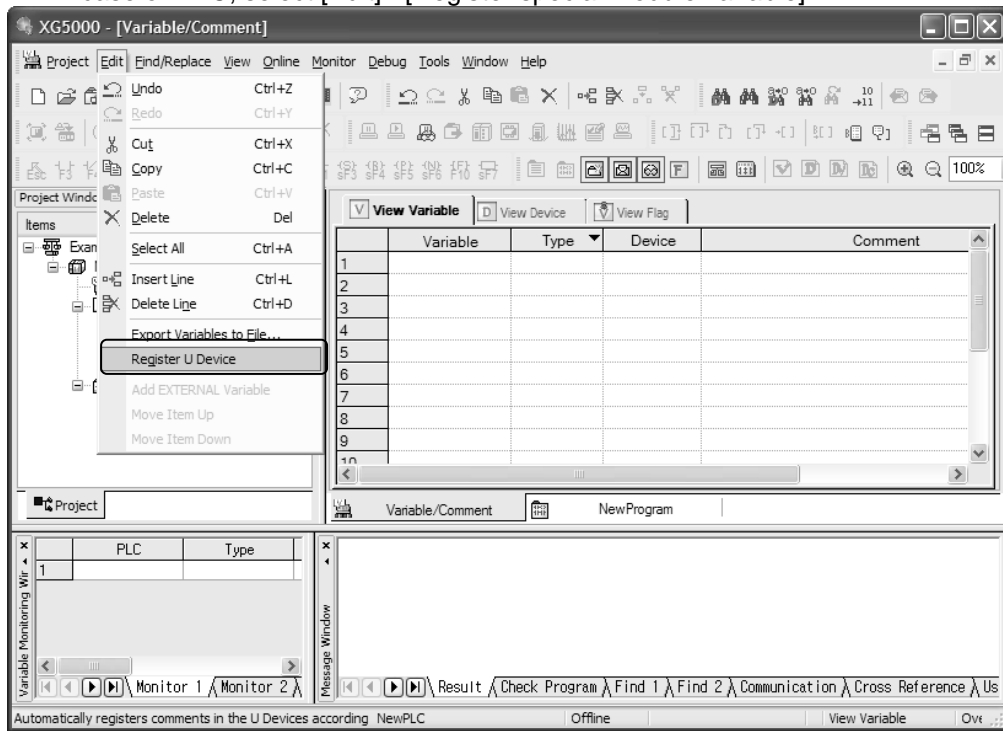 XG5000 - [Variable/Comment]
Project Edit Find/Replace View Online Monitor Debug Tools Window Help
Undo Ctrl+Z
Redo Ctrl+Y
Cut Ctrl+X
Copy Ctrl+C
Paste Ctrl+V
Delete Del
Select All Ctrl+A
Insert Line Ctrl+L
Delete Line Ctrl+D
Export Variables to File...
Register U Device
Add EXTERNAL Variable
Move Item Up
Move Item Down
100%
Items
Project
V View Variable D View Device View Flag
Variable Type Device Comment
1
2
3
4
5
6
7
8
9
10
Variable/Comment NewProgram
PLC Type
1
Variable Monitoring
Monitor 1 Monitor 2
Message Window
Result Check Program Find 1 Find 2 Communication Cross Reference Us
Automatically registers comments in the U Devices according NewPLC Offline View Variable